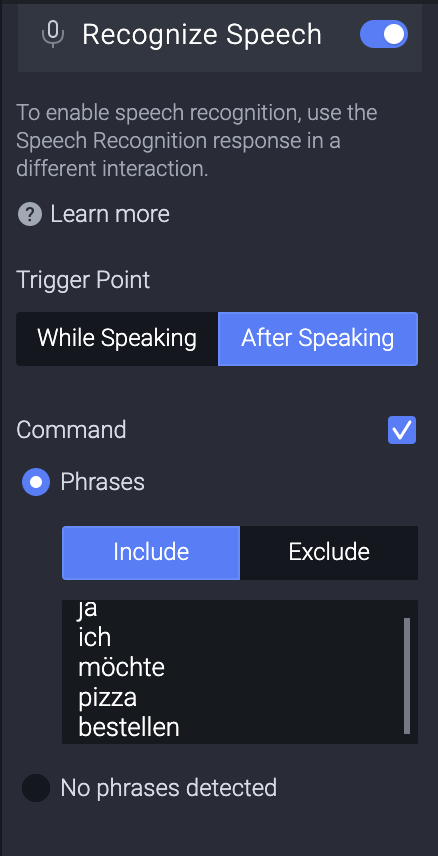 Recognize Speech
To enable speech recognition, use the
Speech Recognition response in a
different interaction.
? Learn more
Trigger Point
While Speaking After Speaking
Command
Phrases
Include Exclude
ja
ich
möchte
pizza
bestellen
No phrases detected